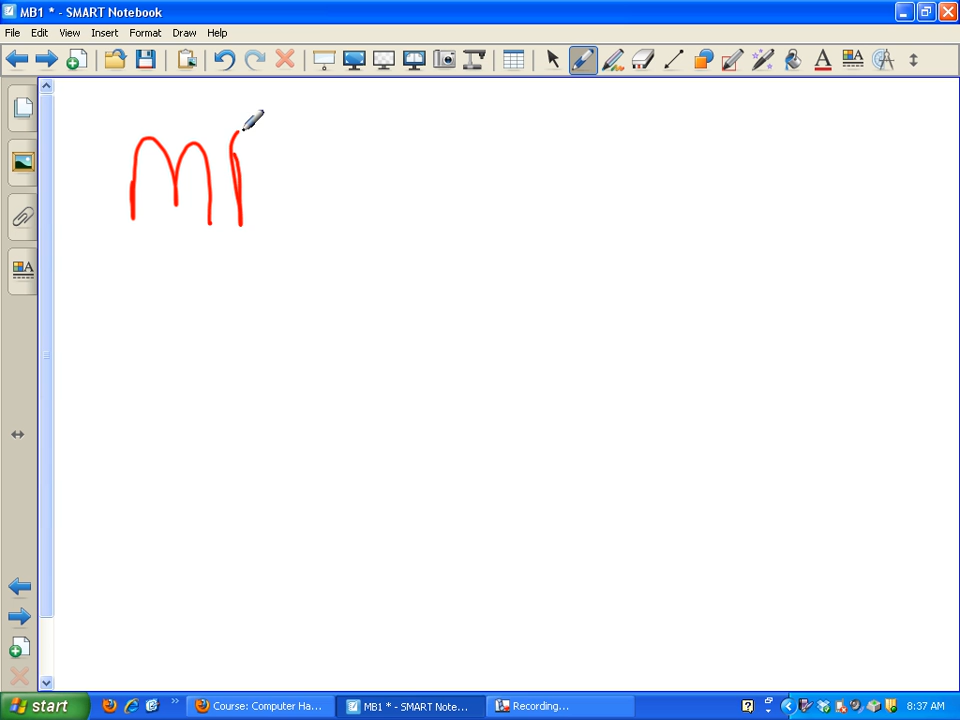 MB1 * - SMART Notebook
File Edit View Insert Format Draw Help
M
start
Course: Computer Ha...
MB1 * - SMART Note...
Recording...
8:37 AM